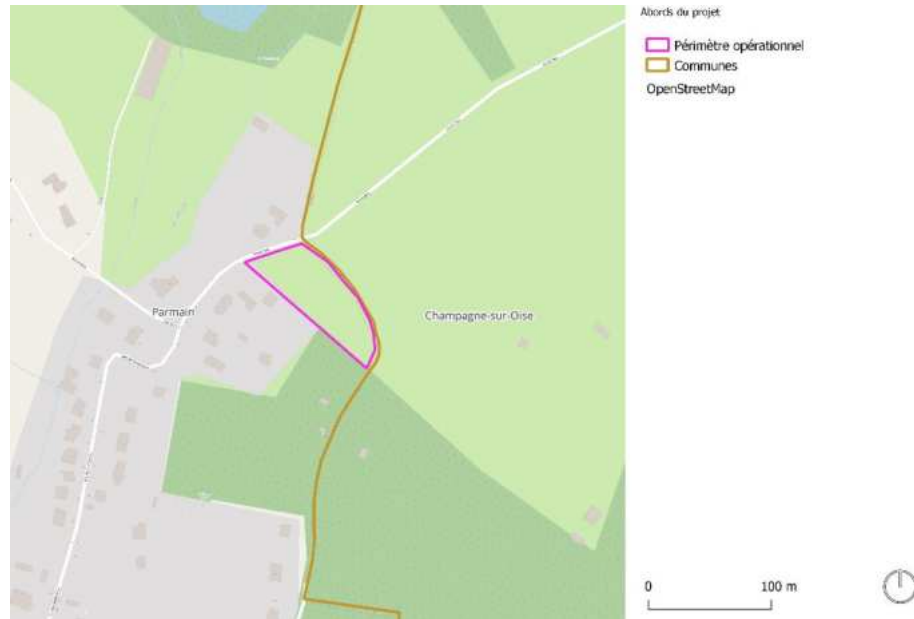 Abords du projet
Périmètre opérationnel
Communes
OpenStreetMap
Parmain
Champagne-sur-Oise
0
100 m